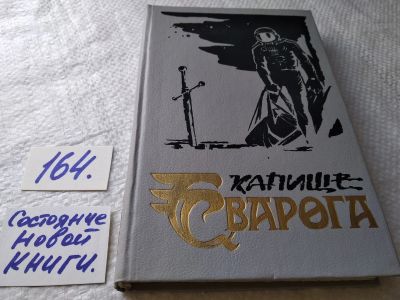 164.
Состояние
новой
книги.
КАПИЩЕ
СВАРОГА